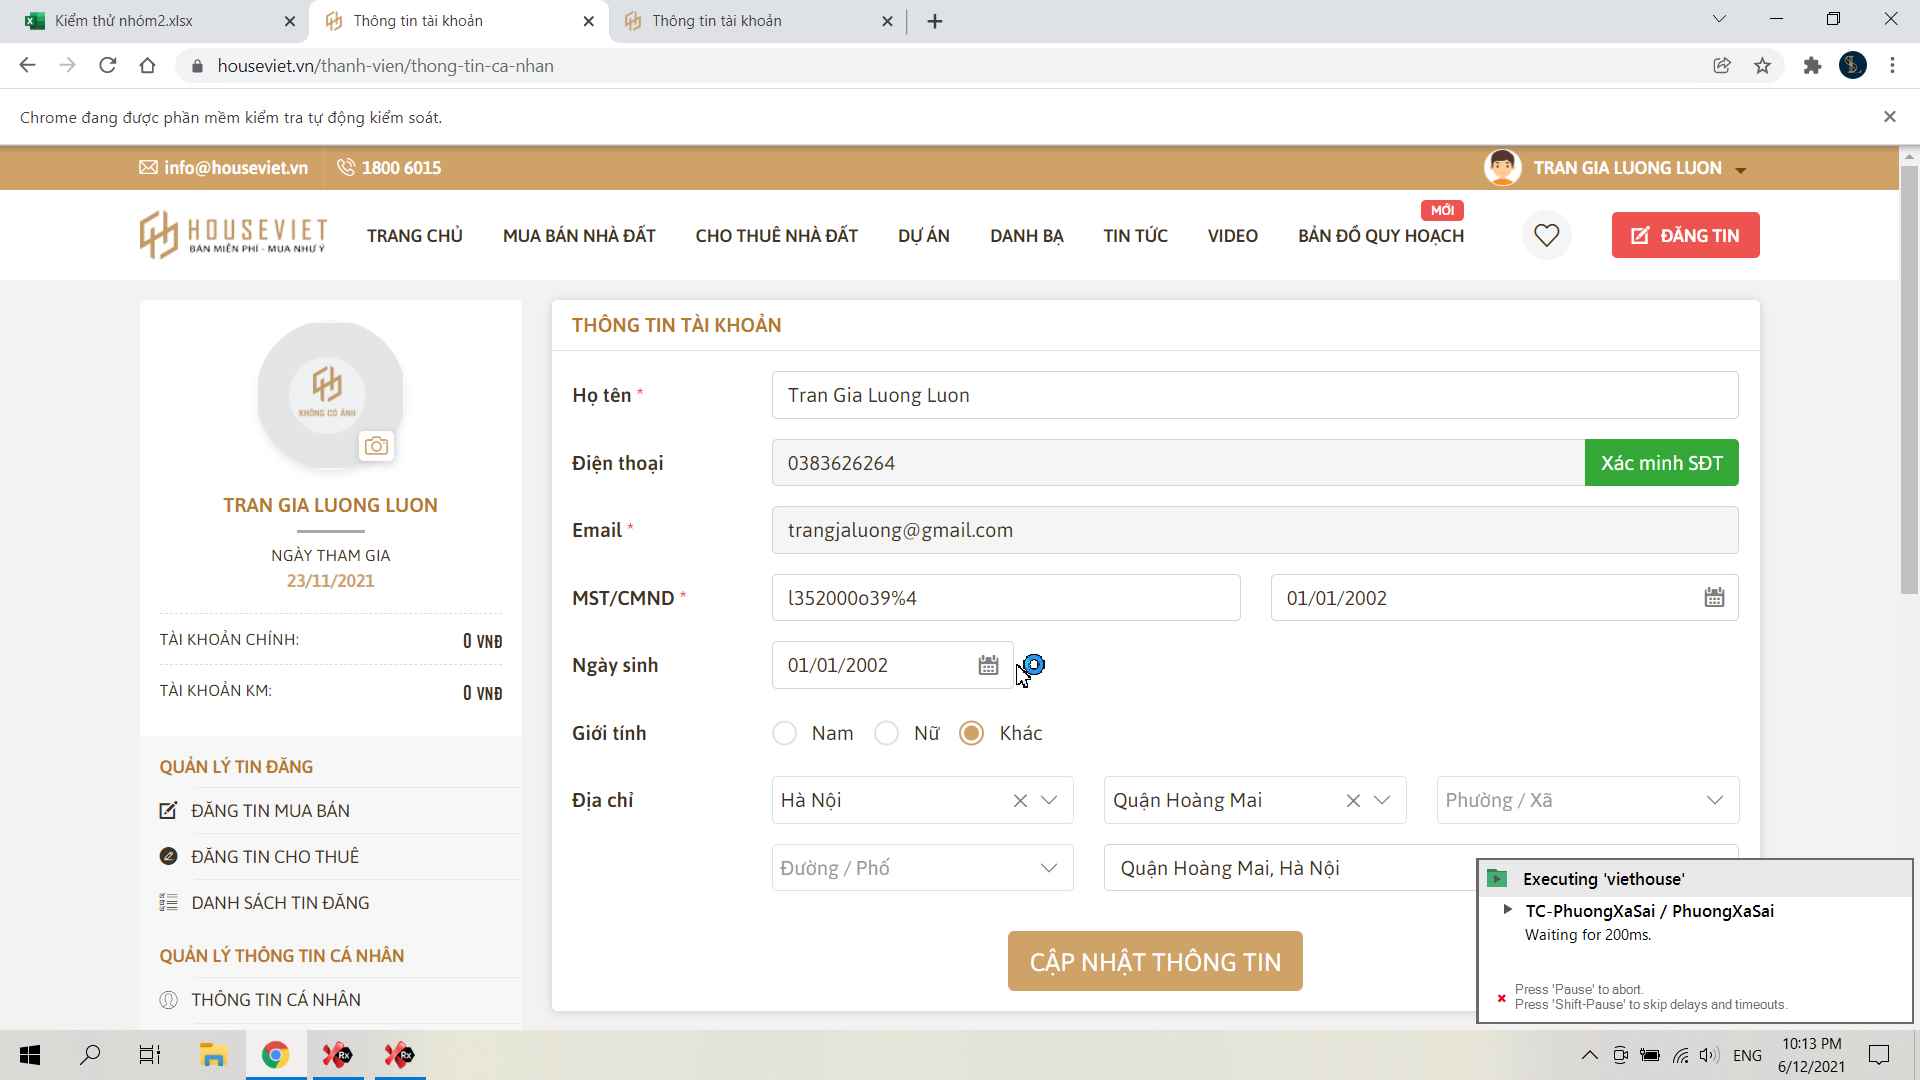 Kiểm thử nhóm2.xlsx
Thông tin tài khoản
Thông tin tài khoản
houseviet.vn/thanh-vien/thong-tin-ca-nhan
Chrome đang được phần mềm kiểm tra tự động kiểm soát.
info@houseviet.vn
1800 6015
TRAN GIA LUONG LUON
HOUSEVIET
BÁN MIỄN PHÍ - MUA NHƯ Ý
TRANG CHỦ
MUA BÁN NHÀ ĐẤT
CHO THUÊ NHÀ ĐẤT
DỰ ÁN
DANH BẠ
TIN TỨC
VIDEO
MỚI
BẢN ĐỒ QUY HOẠCH
ĐĂNG TIN
KHÔNG CÓ ẢNH
TRAN GIA LUONG LUON
NGÀY THAM GIA
23/11/2021
TÀI KHOẢN CHÍNH: 0 VNĐ
TÀI KHOẢN KM: 0 VNĐ
QUẢN LÝ TIN ĐĂNG
ĐĂNG TIN MUA BÁN
ĐĂNG TIN CHO THUÊ
DANH SÁCH TIN ĐĂNG
QUẢN LÝ THÔNG TIN CÁ NHÂN
THÔNG TIN CÁ NHÂN
THÔNG TIN TÀI KHOẢN
Họ tên * Tran Gia Luong Luon
Điện thoại 0383626264 Xác minh SĐT
Email * trangjaluong@gmail.com
MST/CMND * l352000o39%4 01/01/2002
Ngày sinh 01/01/2002
Giới tính Nam Nữ Khác
Địa chỉ Hà Nội Quận Hoàng Mai Phường / Xã
Đường / Phố Quận Hoàng Mai, Hà Nội
CẬP NHẬT THÔNG TIN
Executing 'viethouse'
TC-PhuongXaSai / PhuongXaSai
Waiting for 200ms.
Press 'Pause' to abort.
Press 'Shift-Pause' to skip delays and timeouts.
Rx
Rx
ENG
10:13 PM
6/12/2021